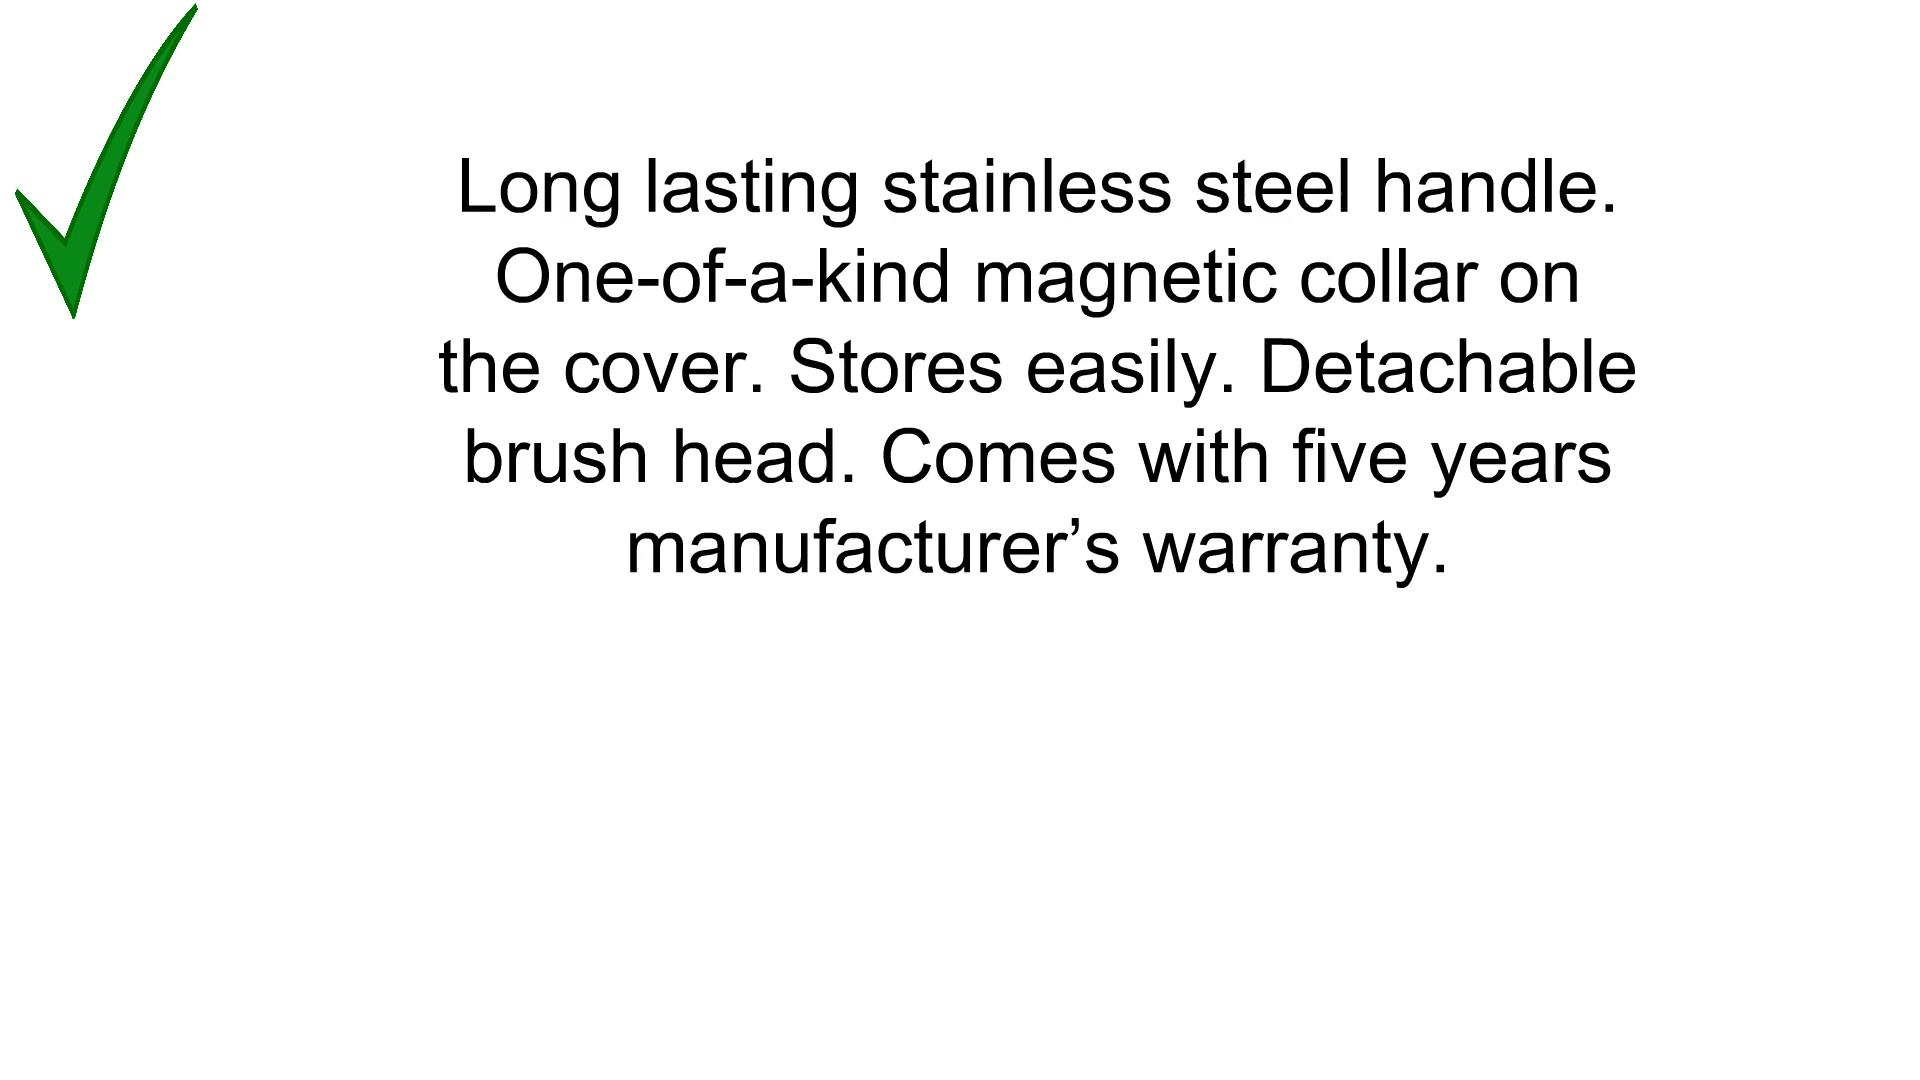 Long lasting stainless steel handle.
One-of-a-kind magnetic collar on
the cover. Stores easily. Detachable
brush head. Comes with five years
manufacturer’s warranty.